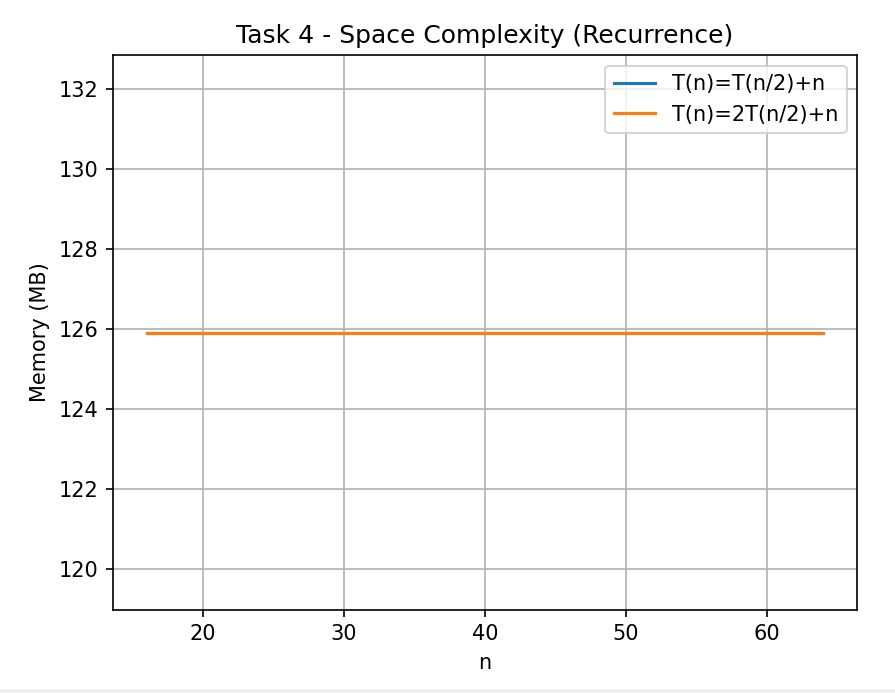 Task 4 - Space Complexity (Recurrence)
T(n)=T(n/2)+n
T(n)=2T(n/2)+n
Memory (MB)
132
130
128
126
124
122
120
20 30 40 50 60
n